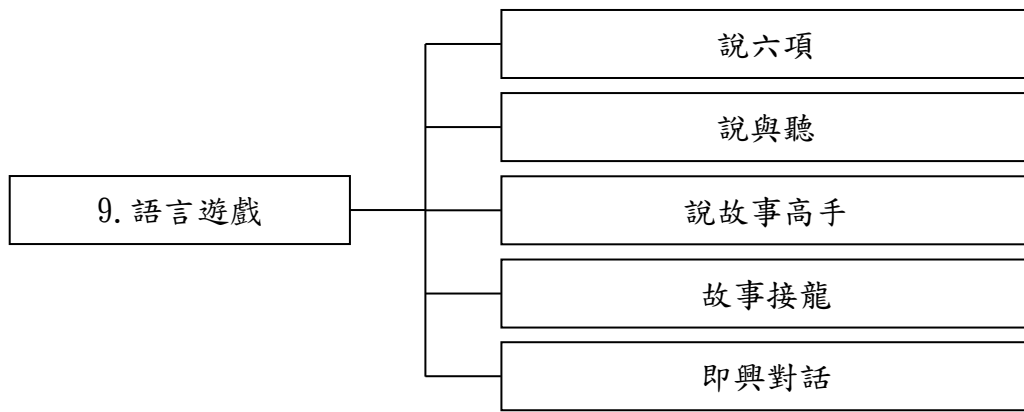 9.語言遊戲
說六項
說與聽
說故事高手
故事接龍
即興對話